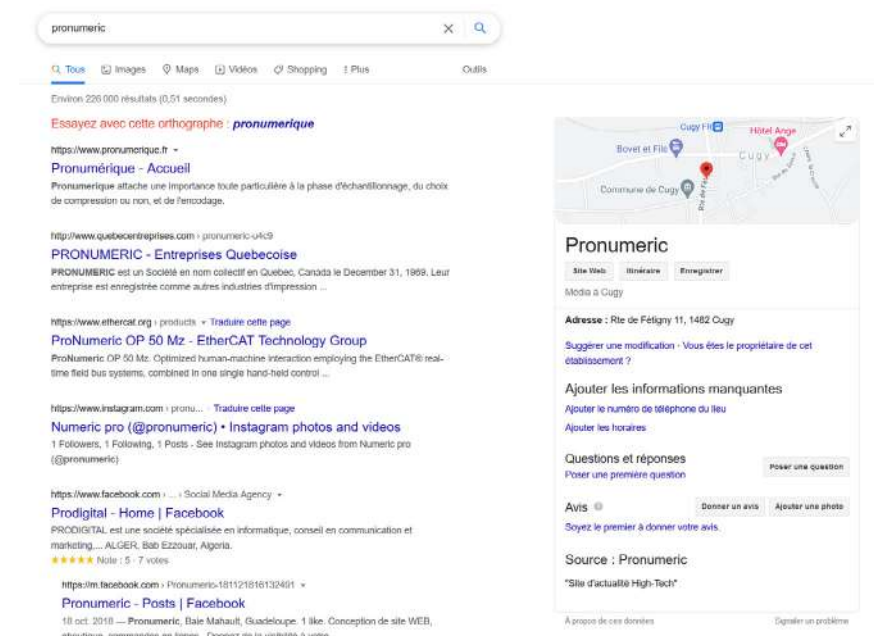 pronumeric
Tous Images Maps Vidéos Shopping Plus Outils
Environ 226 000 résultats (0,51 secondes)
Essayez avec cette orthographe : pronumerique
https://www.pronumerique.fr
Pronumérique - Accueil
Pronumerique attache une importance toute particulière à la phase d'échantillonnage, du choix
de compression ou non, et de l'encodage.
http://www.quebecentreprises.com › pronumeric-u4c9
PRONUMERIC - Entreprises Quebecoise
PRONUMERIC est un Société en nom collectif en Quebec, Canada le December 31, 1969. Leur
entreprise est enregistrée comme autres industries d'impression ...
https://www.ethercat.org › products Traduire cette page
ProNumeric OP 50 Mz - EtherCAT Technology Group
ProNumeric OP 50 Mz. Optimized human-machine interaction employing the EtherCAT® real-
time field bus systems, combined in one single hand-held control ...
https://www.instagram.com › pronu... Traduire cette page
Numeric pro (@pronumeric) • Instagram photos and videos
1 Followers, 1 Following, 1 Posts - See Instagram photos and videos from Numeric pro
(@pronumeric)
https://www.facebook.com › ... › Social Media Agency
Prodigital - Home | Facebook
PRODIGITAL est une société spécialisée en informatique, conseil en communication et
marketing,... ALGER, Bab Ezzouar, Algeria.
Note : 5 · 7 votes
https://m.facebook.com › Pronumeric-181121816132491
Pronumeric - Posts | Facebook
18 oct. 2018 — Pronumeric, Baie Mahault, Guadeloupe. 1 like. Conception de site WEB,
Cugy FR
Hôtel Ange
Bovet et Fils
Cugy
Commune de Cugy
Pronumeric
Site Web Itinéraire Enregistrer
Média à Cugy
Adresse : Rte de Fétigny 11, 1482 Cugy
Suggérer une modification · Vous êtes le propriétaire de cet
établissement ?
Ajouter les informations manquantes
Ajouter le numéro de téléphone du lieu
Ajouter les horaires
Questions et réponses
Poser une première question
Poser une question
Avis
Donner un avis Ajouter une photo
Soyez le premier à donner votre avis.
Source : Pronumeric
"Site d'actualité High-Tech"
À propos de ces données Signaler un problème